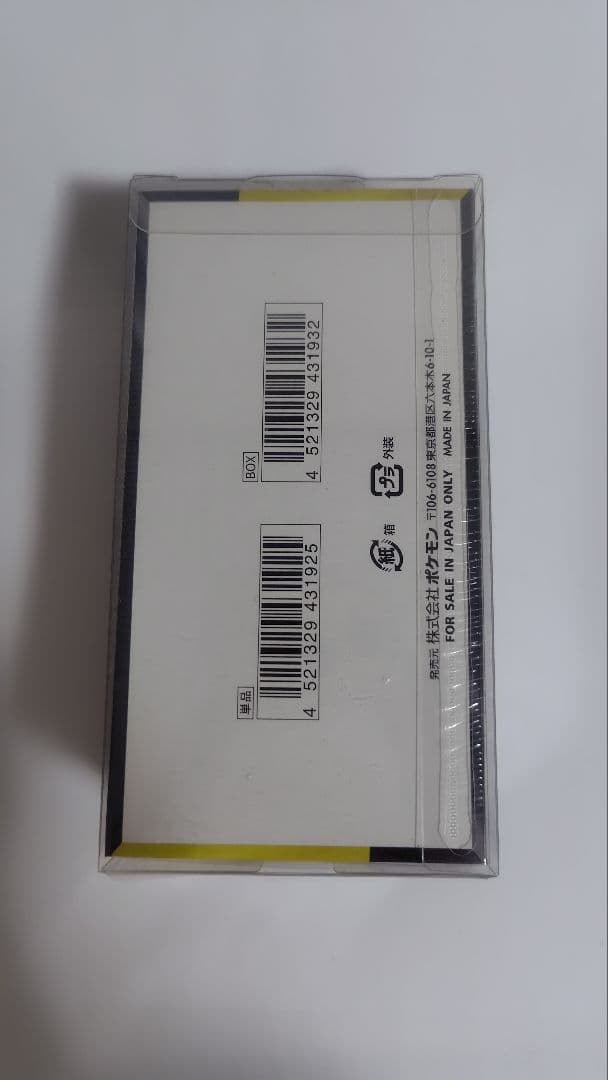 BOX
4 521329 431932
単品
4 521329 431925
紙 箱
プラ 外装
発売元 株式会社 ポケモン 〒106-6108 東京都港区六本木6-10-1
FOR SALE IN JAPAN ONLY MADE IN JAPAN